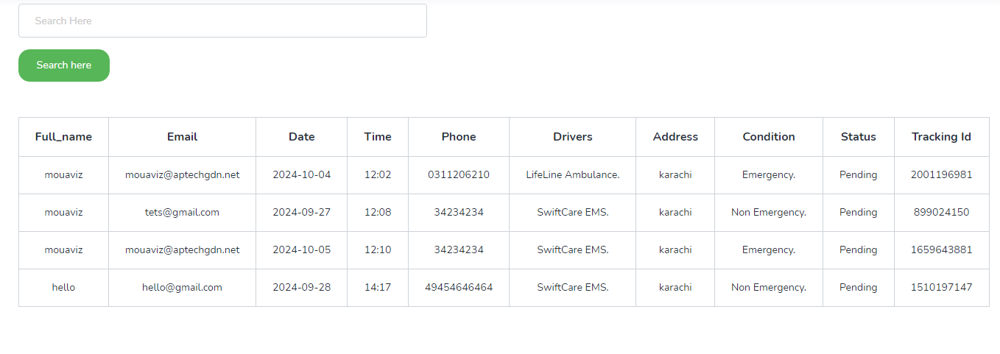 Search Here
Search here
Full_name Email Date Time Phone Drivers Address Condition Status Tracking Id
mouaviz mouaviz@aptechgdn.net 2024-10-04 12:02 0311206210 LifeLine Ambulance. karachi Emergency. Pending 2001196981
mouaviz tets@gmail.com 2024-09-27 12:08 34234234 SwiftCare EMS. karachi Non Emergency. Pending 899024150
mouaviz mouaviz@aptechgdn.net 2024-10-05 12:10 34234234 SwiftCare EMS. karachi Emergency. Pending 1659643881
hello hello@gmail.com 2024-09-28 14:17 49454646464 SwiftCare EMS. karachi Non Emergency. Pending 1510197147